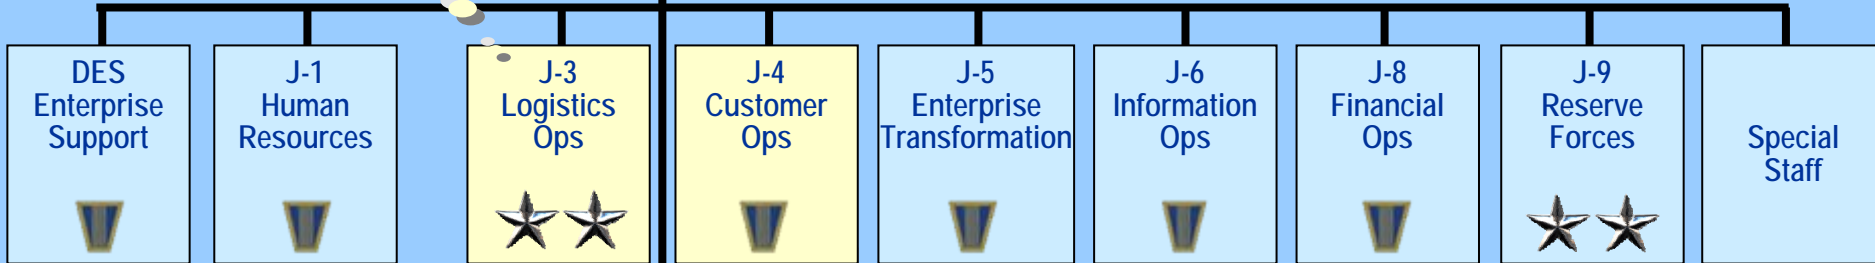 DES
Enterprise
Support
J-1
Human
Resources
J-3
Logistics
Ops
J-4
Customer
Ops
J-5
Enterprise
Transformation
J-6
Information
Ops
J-8
Financial
Ops
J-9
Reserve
Forces
Special
Staff